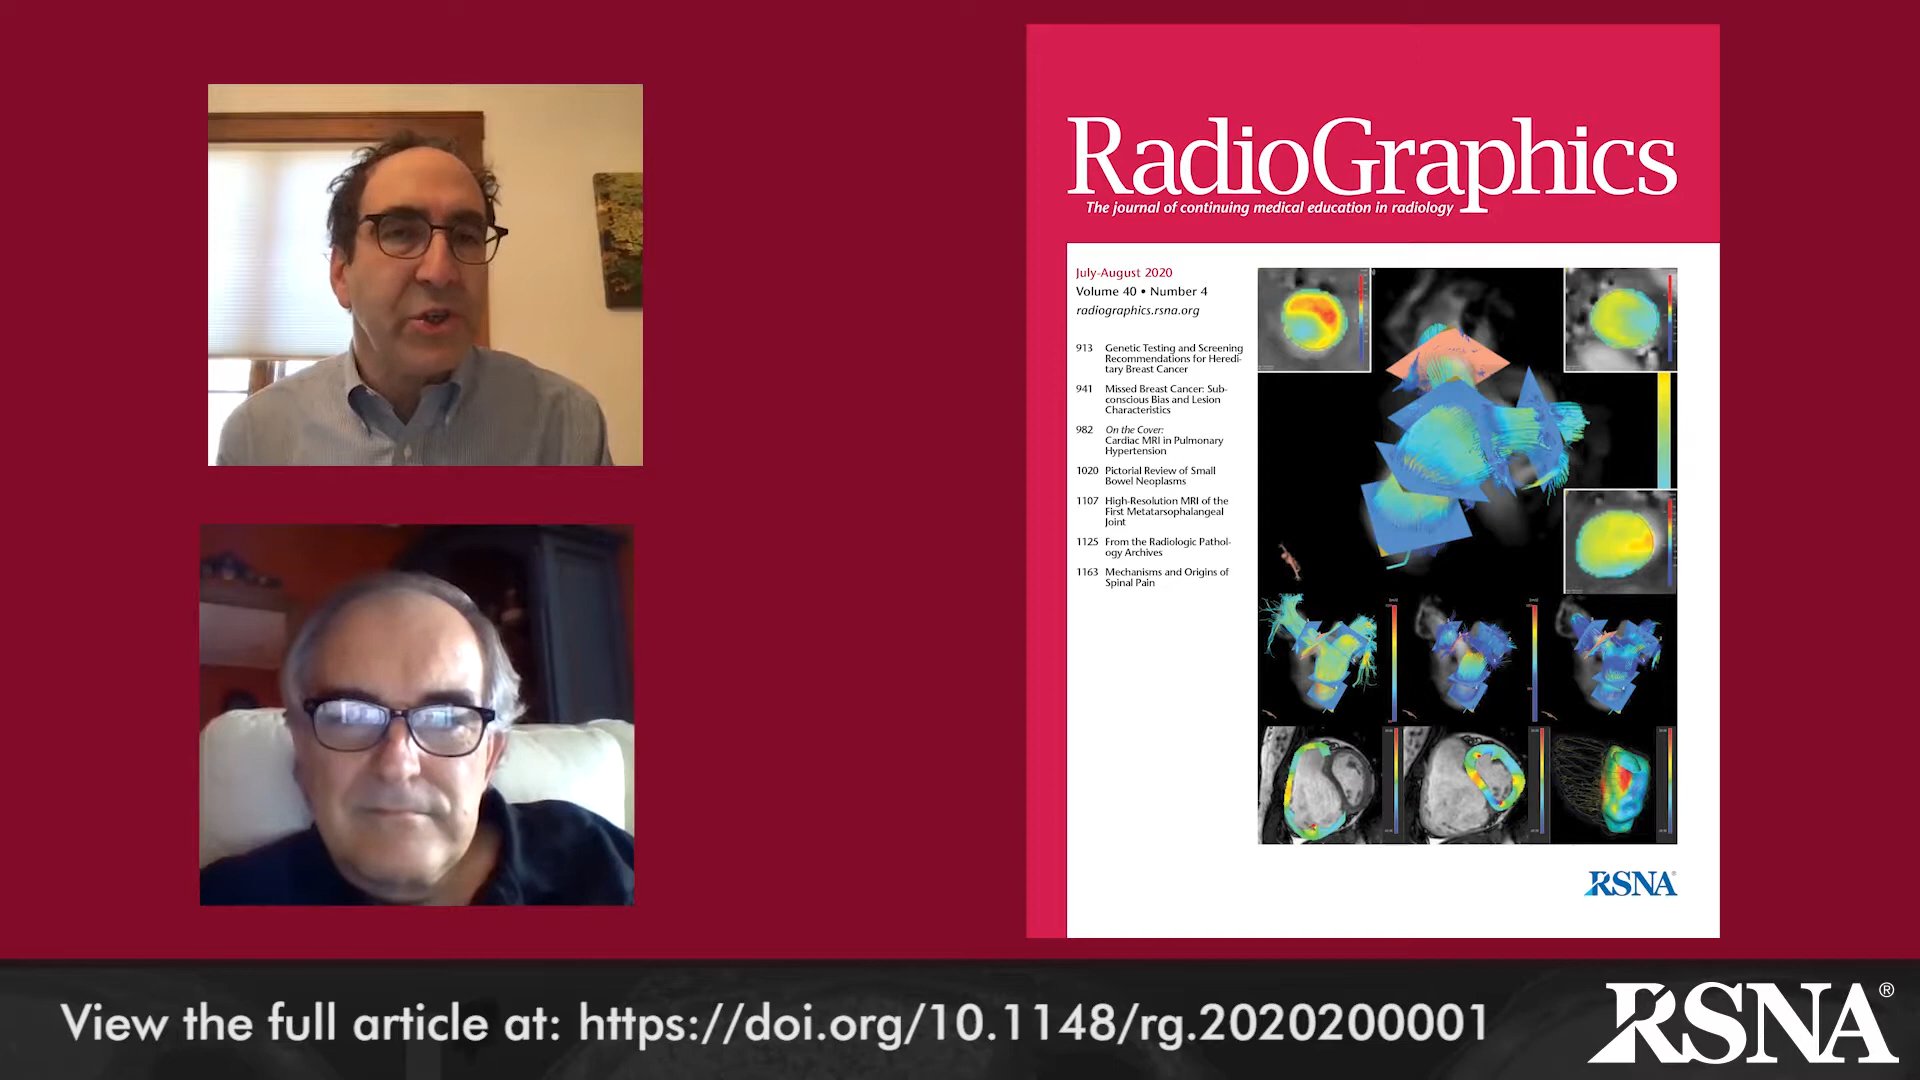 RadioGraphics
The journal of continuing medical education in radiology
July-August 2020
Volume 40 • Number 4
radiographics.rsna.org
913 Genetic Testing and Screening
Recommendations for Heredi-
tary Breast Cancer
941 Missed Breast Cancer: Sub-
conscious Bias and Lesion
Characteristics
982 On the Cover:
Cardiac MRI in Pulmonary
Hypertension
1020 Pictorial Review of Small
Bowel Neoplasms
1107 High-Resolution MRI of the
First Metatarsophalangeal
Joint
1125 From the Radiologic Pathol-
ogy Archives
1163 Mechanisms and Origins of
Spinal Pain
RSNA
View the full article at: https://doi.org/10.1148/rg.2020200001
RSNA®